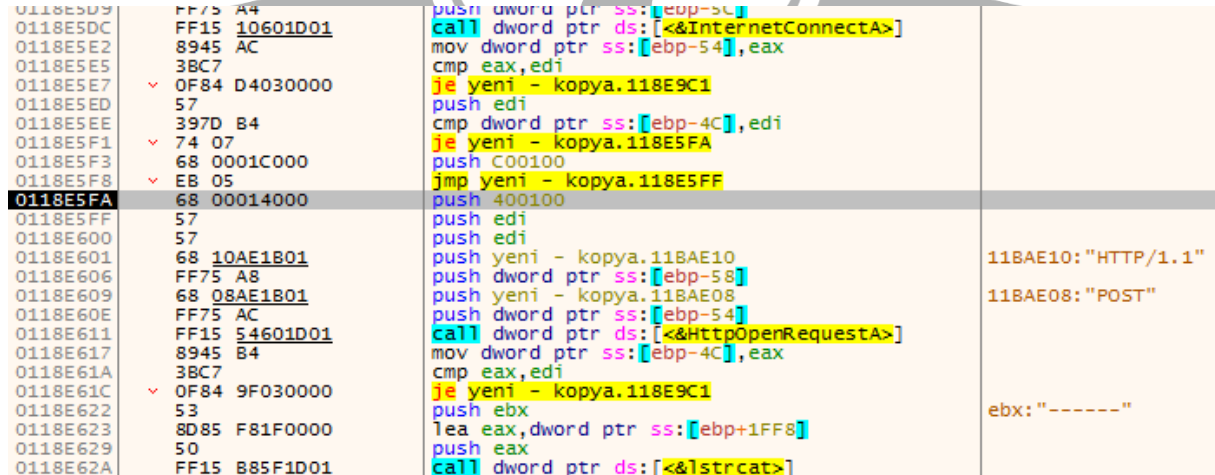 0118E5D9 FF75 A4 push dword ptr ss:[ebp-5C]
0118E5DC FF15 10601D01 call dword ptr ds:[<&InternetConnectA>]
0118E5E2 8945 AC mov dword ptr ss:[ebp-54],eax
0118E5E5 3BC7 cmp eax,edi
0118E5E7 0F84 D4030000 je yeni - kopya.118E9C1
0118E5ED 57 push edi
0118E5EE 397D B4 cmp dword ptr ss:[ebp-4C],edi
0118E5F1 74 07 je yeni - kopya.118E5FA
0118E5F3 68 0001C000 push C00100
0118E5F8 EB 05 jmp yeni - kopya.118E5FF
0118E5FA 68 00014000 push 400100
0118E5FF 57 push edi
0118E600 57 push edi
0118E601 68 10AE1B01 push yeni - kopya.11BAE10 11BAE10:"HTTP/1.1"
0118E606 FF75 A8 push dword ptr ss:[ebp-58]
0118E609 68 08AE1B01 push yeni - kopya.11BAE08 11BAE08:"POST"
0118E60E FF75 AC push dword ptr ss:[ebp-54]
0118E611 FF15 54601D01 call dword ptr ds:[<&HttpOpenRequestA>]
0118E617 8945 B4 mov dword ptr ss:[ebp-4C],eax
0118E61A 3BC7 cmp eax,edi
0118E61C 0F84 9F030000 je yeni - kopya.118E9C1
0118E622 53 push ebx ebx:"------"
0118E623 8D85 F81F0000 lea eax,dword ptr ss:[ebp+1FF8]
0118E629 50 push eax
0118E62A FF15 B85F1D01 call dword ptr ds:[<&lstrcat>]